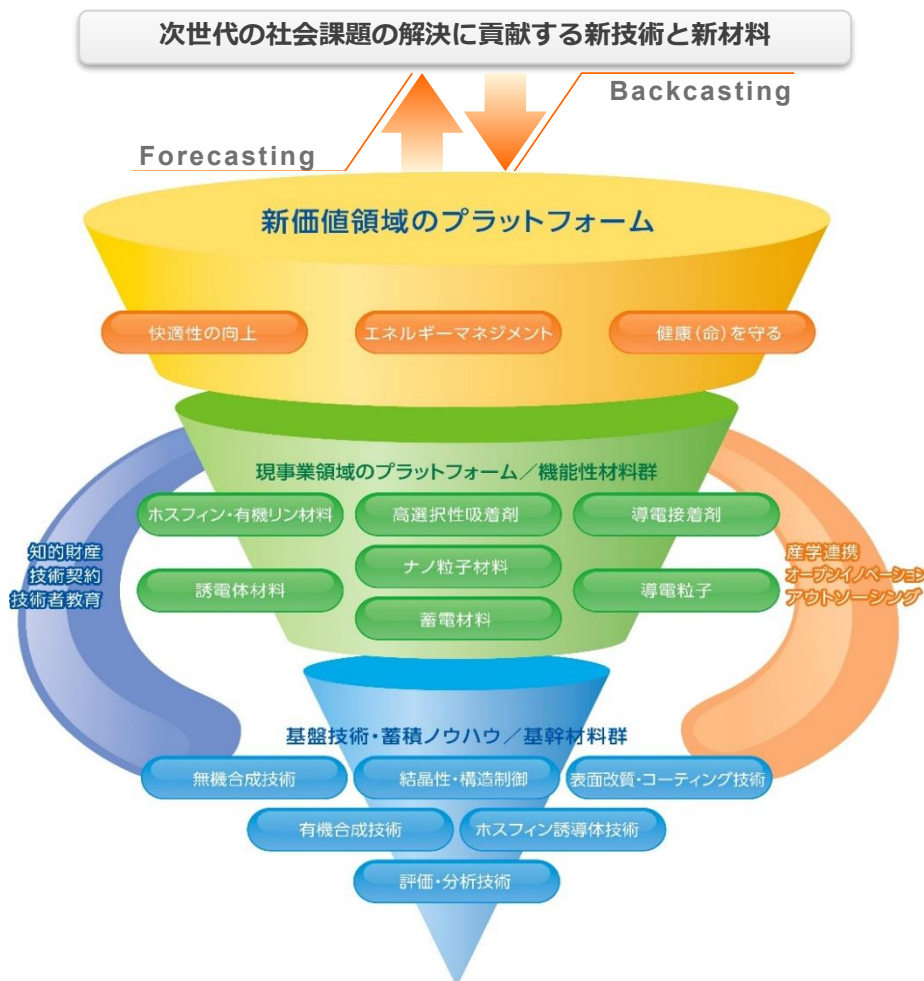 次世代の社会課題の解決に貢献する新技術と新材料
Backcasting
Forecasting
新価値領域のプラットフォーム
快適性の向上
エネルギーマネジメント
健康(命)を守る
現事業領域のプラットフォーム／機能性材料群
ホスフィン・有機リン材料
高選択性吸着剤
導電接着剤
ナノ粒子材料
誘電体材料
導電粒子
蓄電材料
知的財産
技術契約
技術者教育
産学連携
オープンイノベーション
アウトソーシング
基盤技術・蓄積ノウハウ／基幹材料群
無機合成技術
結晶性・構造制御
表面改質・コーティング技術
有機合成技術
ホスフィン誘導体技術
評価・分析技術